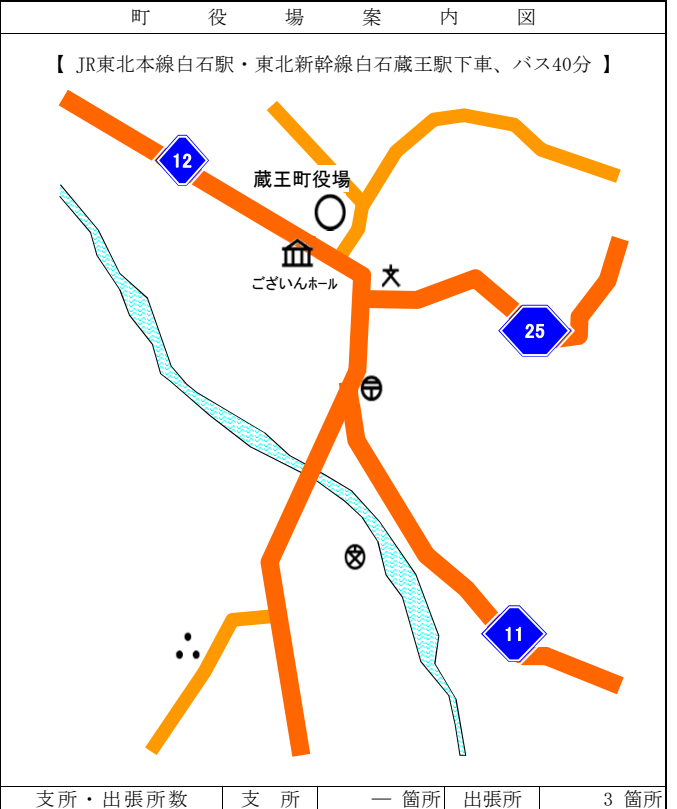 町役場案内図
【 JR東北本線白石駅・東北新幹線白石蔵王駅下車、バス40分 】
12
蔵王町役場
ございんホール
文
25
〒
文
11
支所・出張所数 支所 ― 箇所 出張所 3 箇所